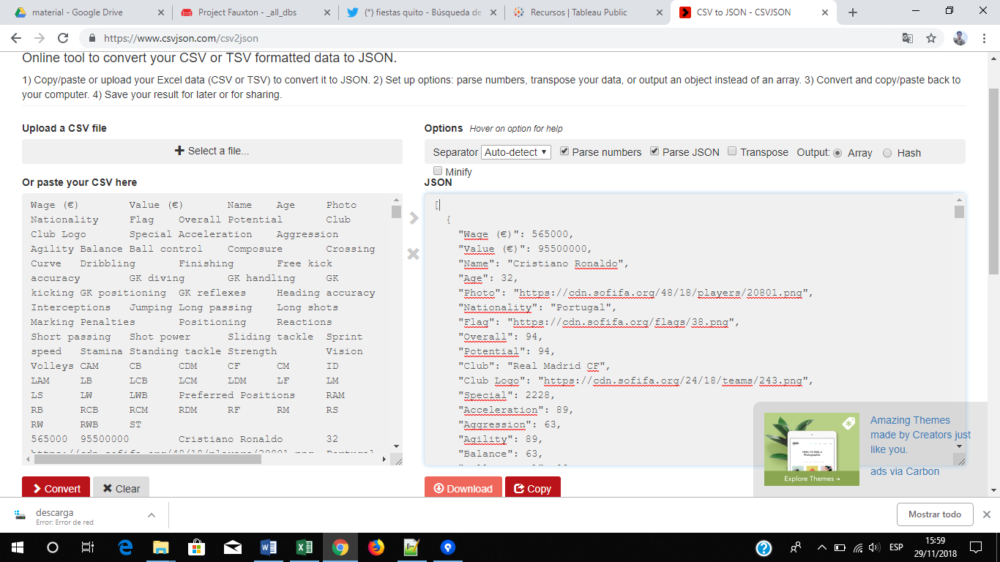 material - Google Drive
Project Fauxton - _all_dbs
(*) fiestas quito - Búsqueda de
Recursos | Tableau Public
CSV to JSON - CSVJSON
https://www.csvjson.com/csv2json
Online tool to convert your CSV or TSV formatted data to JSON.
1) Copy/paste or upload your Excel data (CSV or TSV) to convert it to JSON. 2) Set up options: parse numbers, transpose your data, or output an object instead of an array. 3) Convert and copy/paste back to
your computer. 4) Save your result for later or for sharing.
Upload a CSV file
Select a file...
Or paste your CSV here
Wage (€) Value (€) Name Age Photo
Nationality Flag Overall Potential Club
Club Logo Special Acceleration Aggression
Agility Balance Ball control Composure Crossing
Curve Dribbling Finishing Free kick
accuracy GK diving GK handling GK
kicking GK positioning GK reflexes Heading accuracy
Interceptions Jumping Long passing Long shots
Marking Penalties Positioning Reactions
Short passing Shot power Sliding tackle Sprint
speed Stamina Standing tackle Strength Vision
Volleys CAM CB CDM CF CM ID
LAM LB LCB LCM LDM LF LM
LS LW LWB Preferred Positions RAM
RB RCB RCM RDM RF RM RS
RW RWB ST
565000 95500000 Cristiano Ronaldo 32
https://cdn.sofifa.org/48/18/players/20801.png Portugal
Convert
Clear
Options Hover on option for help
Separator Auto-detect Parse numbers Parse JSON Transpose Output: Array Hash
Minify
JSON
[
{
"Wage (€)": 565000,
"Value (€)": 95500000,
"Name": "Cristiano Ronaldo",
"Age": 32,
"Photo": "https://cdn.sofifa.org/48/18/players/20801.png",
"Nationality": "Portugal",
"Flag": "https://cdn.sofifa.org/flags/38.png",
"Overall": 94,
"Potential": 94,
"Club": "Real Madrid CF",
"Club Logo": "https://cdn.sofifa.org/24/18/teams/243.png",
"Special": 2228,
"Acceleration": 89,
"Aggression": 63,
"Agility": 89,
"Balance": 63,
Download
Copy
Explore Themes →
Amazing Themes
made by Creators just
like you.
ads via Carbon
descarga
Error: Error de red
Mostrar todo
ESP
15:59
29/11/2018